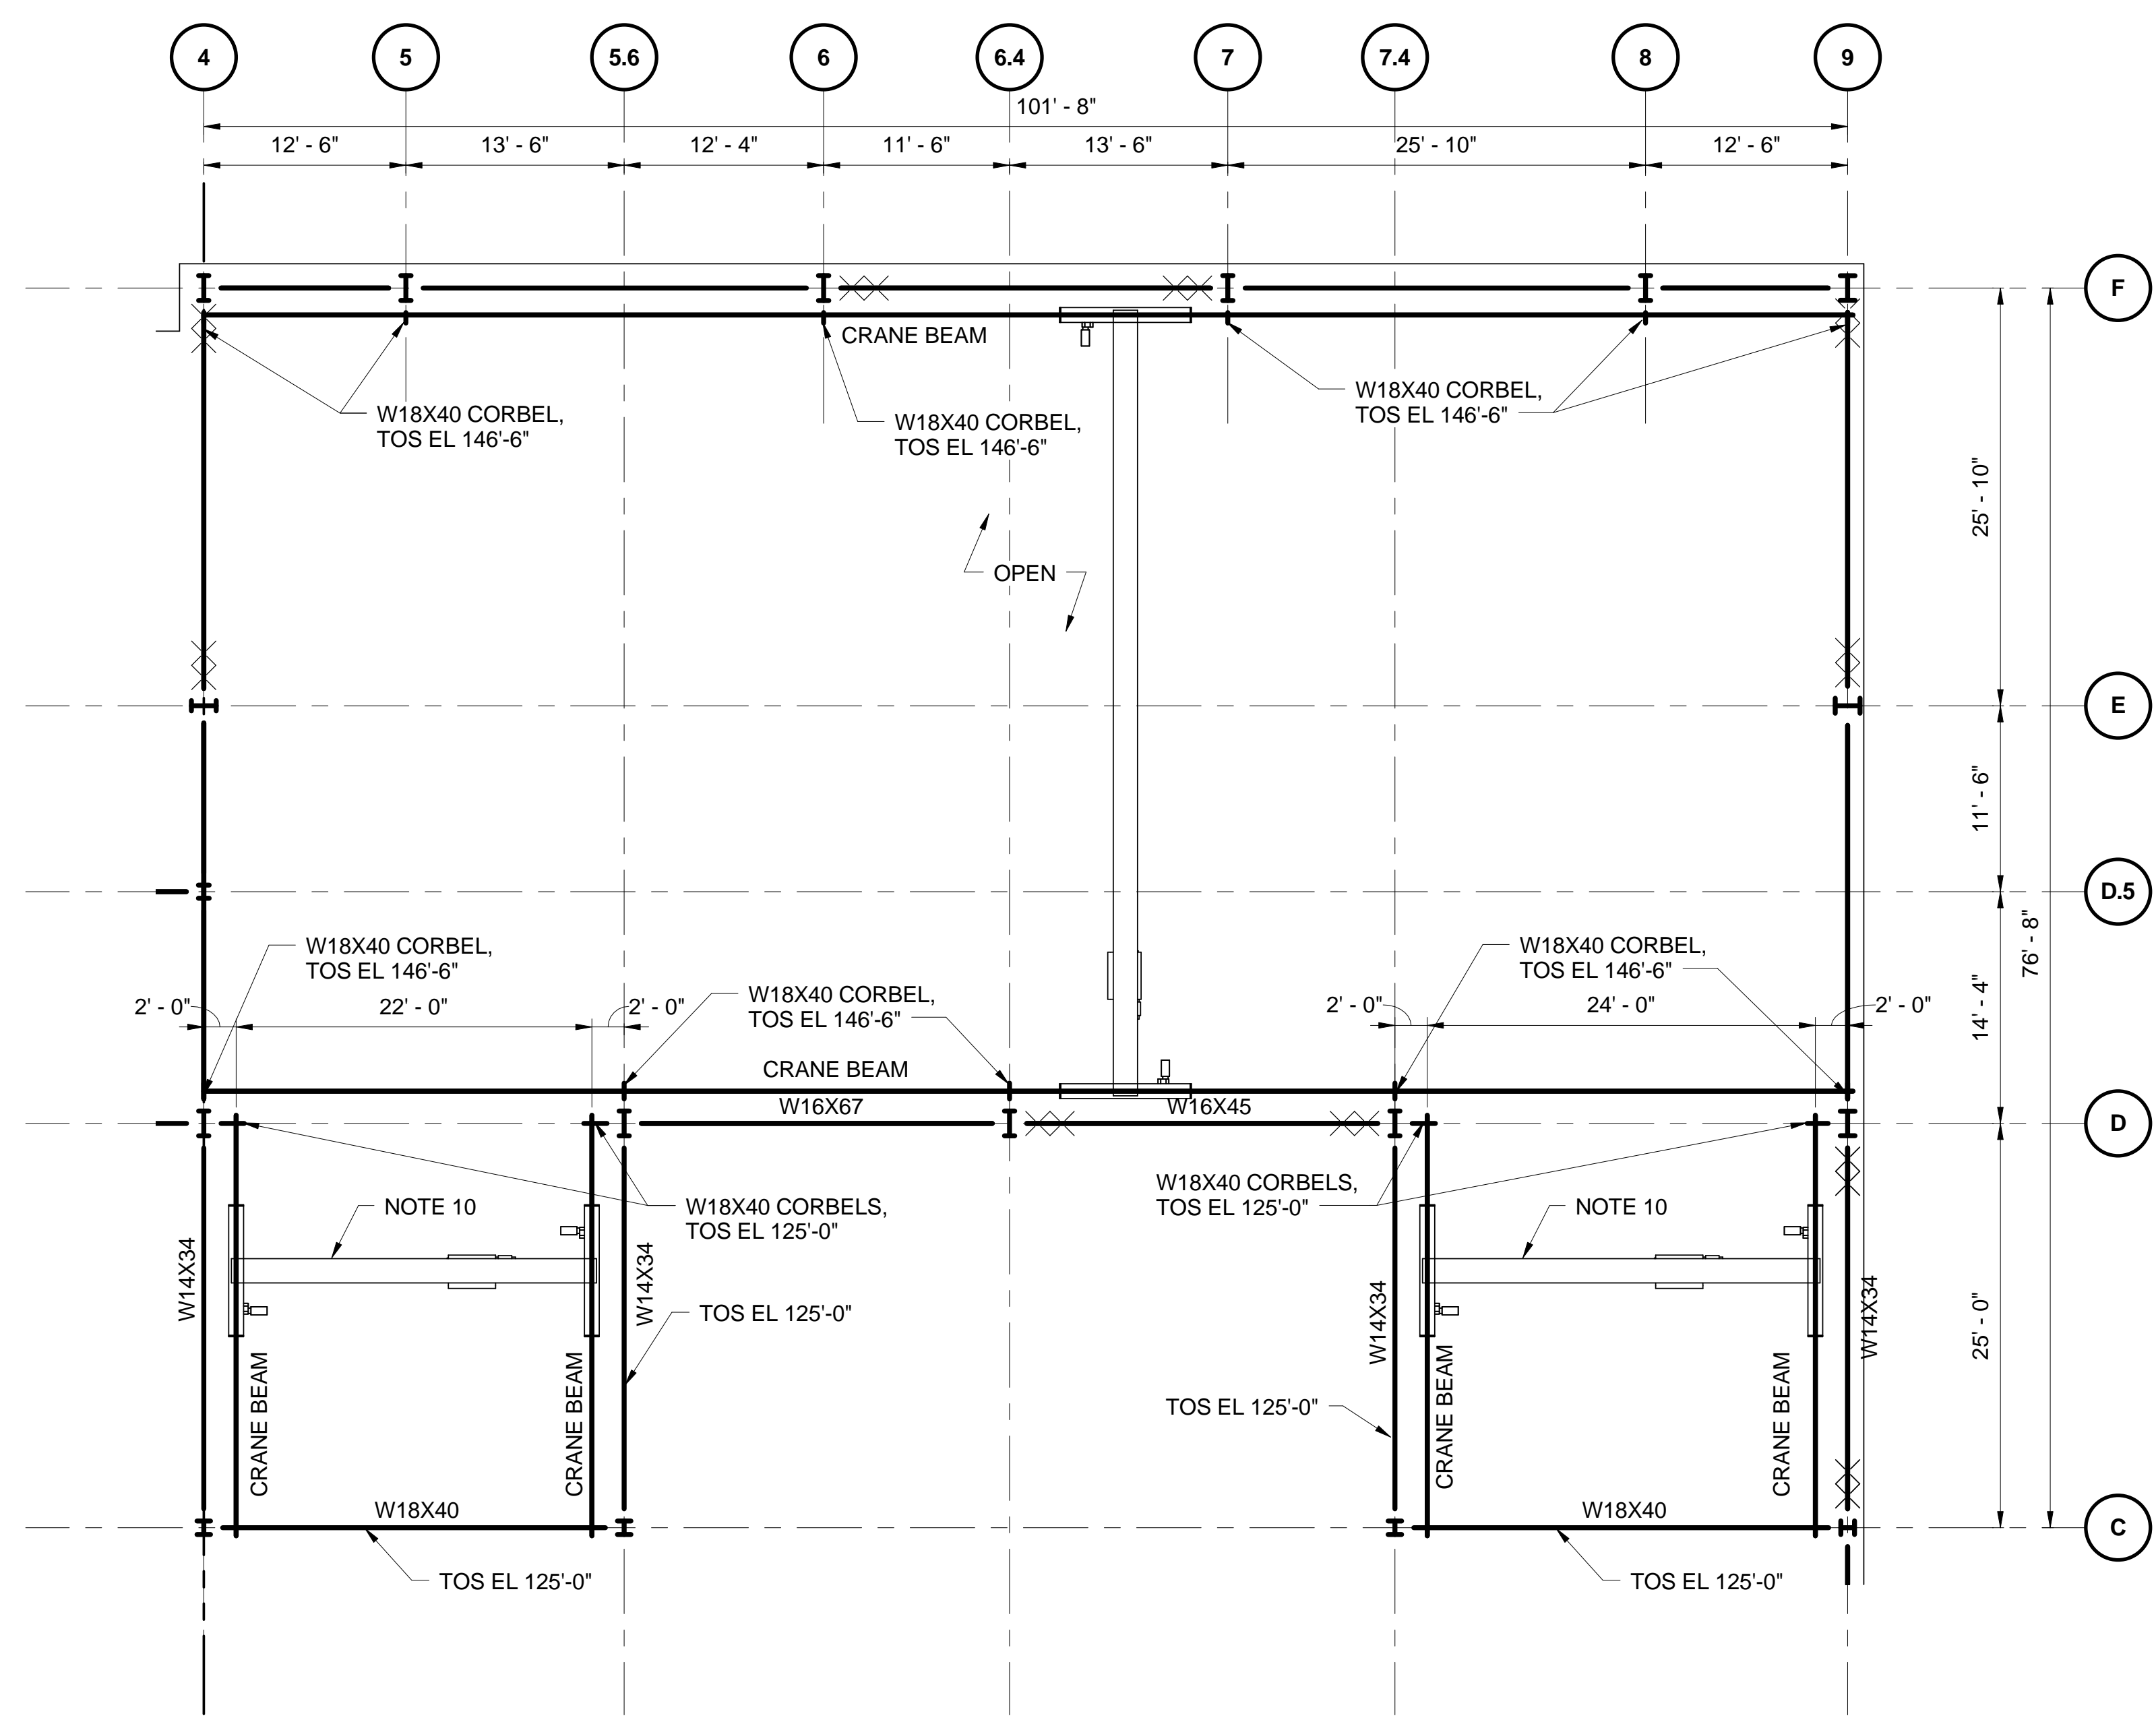 4
5
5.6
6
6.4
7
7.4
8
9
101' - 8"
12' - 6"
13' - 6"
12' - 4"
11' - 6"
13' - 6"
25' - 10"
12' - 6"
F
CRANE BEAM
W18X40 CORBEL,
TOS EL 146'-6"
W18X40 CORBEL,
TOS EL 146'-6"
W18X40 CORBEL,
TOS EL 146'-6"
25' - 10"
OPEN
E
11' - 6"
D.5
76' - 8"
W18X40 CORBEL,
TOS EL 146'-6"
W18X40 CORBEL,
TOS EL 146'-6"
W18X40 CORBEL,
TOS EL 146'-6"
2' - 0"
22' - 0"
2' - 0"
2' - 0"
24' - 0"
2' - 0"
14' - 4"
CRANE BEAM
W16X67
W16X45
D
NOTE 10
W18X40 CORBELS,
TOS EL 125'-0"
W18X40 CORBELS,
TOS EL 125'-0"
NOTE 10
W14X34
W14X34
TOS EL 125'-0"
W14X34
W14X34
25' - 0"
CRANE BEAM
CRANE BEAM
TOS EL 125'-0"
CRANE BEAM
CRANE BEAM
W18X40
W18X40
C
TOS EL 125'-0"
TOS EL 125'-0"